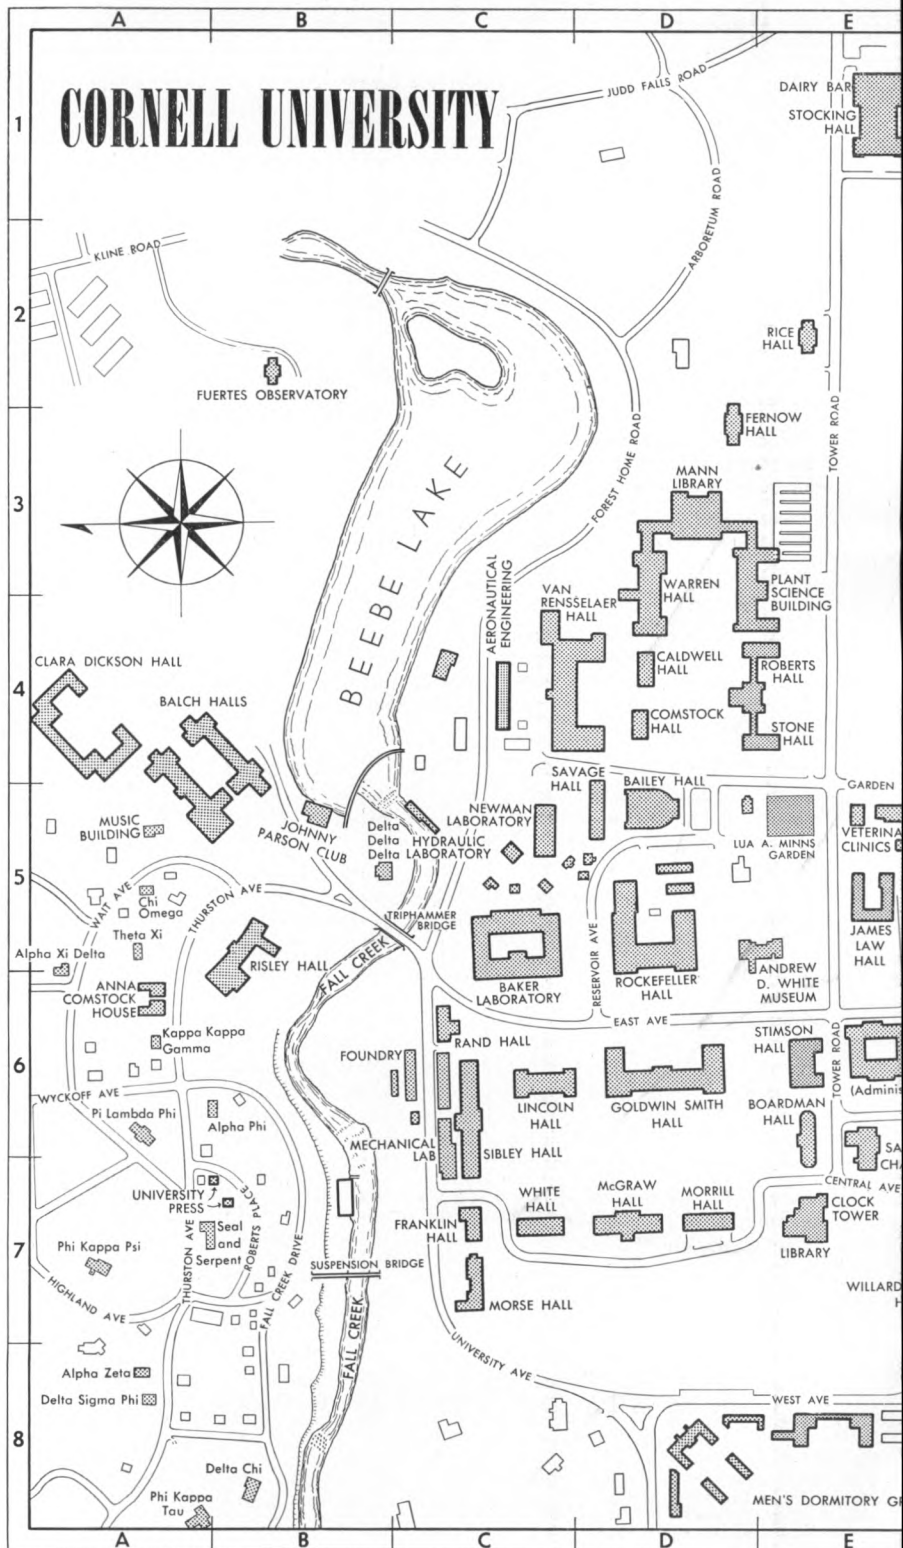 A B C D E
CORNELL UNIVERSITY
1
JUDD FALLS ROAD
DAIRY BAR
STOCKING
HALL
ARBORETUM ROAD
KLINE ROAD
2
RICE
HALL
FUERTES OBSERVATORY
FERNOW
HALL
TOWER ROAD
FOREST HOME ROAD
MANN
LIBRARY
3
BEEBE LAKE
AERONAUTICAL
ENGINEERING
VAN
RENSSELAER
HALL
WARREN
HALL
PLANT
SCIENCE
BUILDING
CLARA DICKSON HALL
CALDWELL
HALL
ROBERTS
HALL
4
BALCH HALLS
COMSTOCK
HALL
STONE
HALL
SAVAGE
HALL
BAILEY HALL
GARDEN
NEWMAN
LABORATORY
MUSIC
BUILDING
JOHNNY
PARSON CLUB
Delta
Delta
Delta
HYDRAULIC
LABORATORY
LUA A. MINNS
GARDEN
VETERINA
CLINICS
5
WAIT AVE
Chi
Omega
THURSTON AVE
TRIPHAMMER
BRIDGE
RESERVOIR AVE
JAMES
LAW
HALL
Theta Xi
Alpha Xi Delta
RISLEY HALL
FALL CREEK
BAKER
LABORATORY
ROCKEFELLER
HALL
ANDREW
D. WHITE
MUSEUM
ANNA
COMSTOCK
HOUSE
EAST AVE
Kappa Kappa
Gamma
RAND HALL
STIMSON
HALL
TOWER ROAD
6
FOUNDRY
(Adminis
WYCKOFF AVE
LINCOLN
HALL
GOLDWIN SMITH
HALL
BOARDMAN
HALL
Pi Lambda Phi
Alpha Phi
MECHANICAL
LAB
SIBLEY HALL
SA
CHA
CENTRAL AVE
UNIVERSITY
PRESS
WHITE
HALL
McGRAW
HALL
MORRILL
HALL
CLOCK
TOWER
THURSTON AVE
Seal
and
Serpent
ROBERTS PLACE
FRANKLIN
HALL
LIBRARY
7
Phi Kappa Psi
FALL CREEK DRIVE
SUSPENSION BRIDGE
WILLARD
H
HIGHLAND AVE
MORSE HALL
FALL CREEK
UNIVERSITY AVE
Alpha Zeta
Delta Sigma Phi
WEST AVE
8
Delta Chi
Phi Kappa
Tau
MEN'S DORMITORY GR
A B C D E